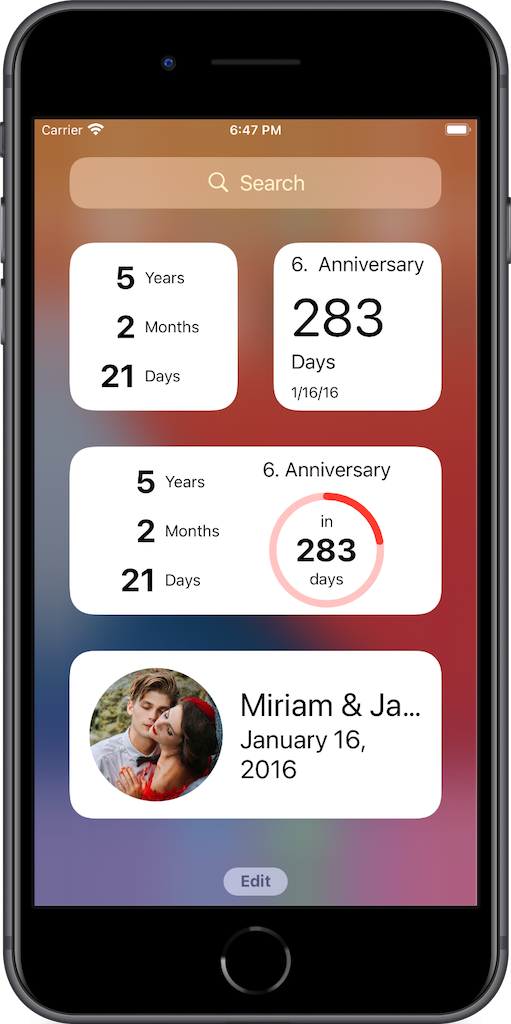 Carrier 6:47 PM
Search
5 Years
2 Months
21 Days
6. Anniversary
283
Days
1/16/16
5 Years
2 Months
21 Days
6. Anniversary
in
283
days
Miriam & Ja...
January 16,
2016
Edit